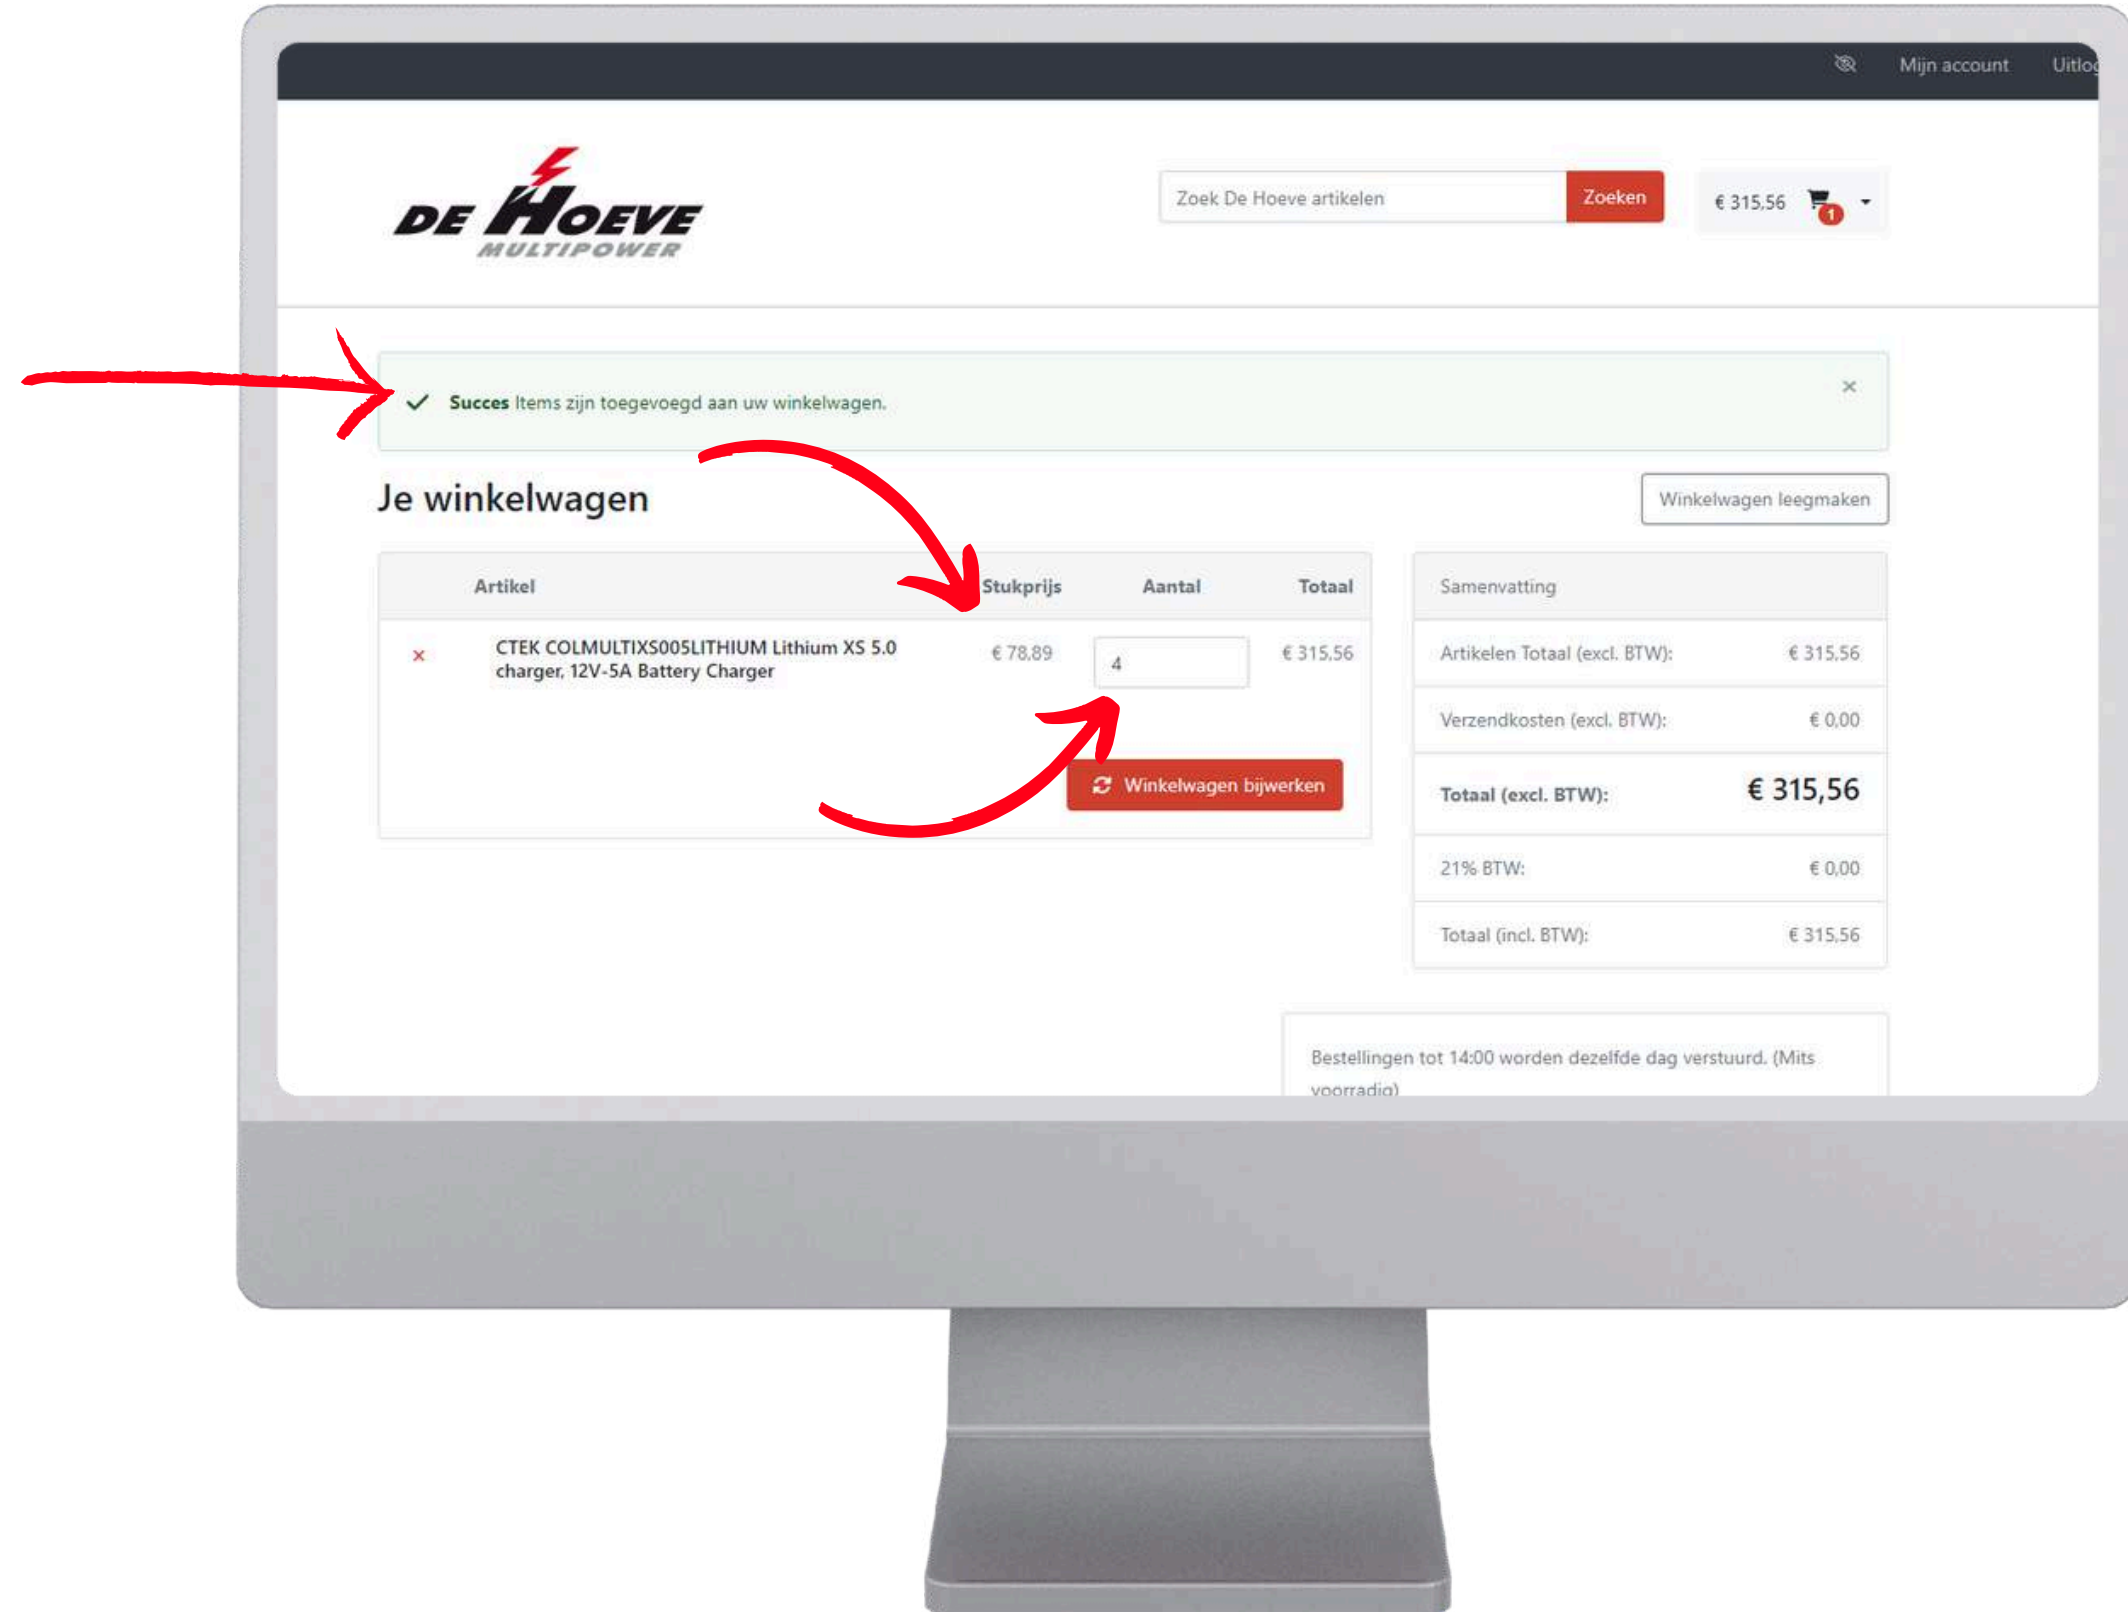 Mijn account Uitlog
DE HOEVE
MULTIPOWER
Zoek De Hoeve artikelen Zoeken € 315,56 1
Succes Items zijn toegevoegd aan uw winkelwagen.
Je winkelwagen
Winkelwagen leegmaken
Artikel Stukprijs Aantal Totaal
CTEK COLMULTIXS005LITHIUM Lithium XS 5.0
charger, 12V-5A Battery Charger
€ 78,89 4 € 315,56
Winkelwagen bijwerken
Samenvatting
Artikelen Totaal (excl. BTW): € 315,56
Verzendkosten (excl. BTW): € 0,00
Totaal (excl. BTW): € 315,56
21% BTW: € 0,00
Totaal (incl. BTW): € 315,56
Bestellingen tot 14:00 worden dezelfde dag verstuurd. (Mits
voorradig)